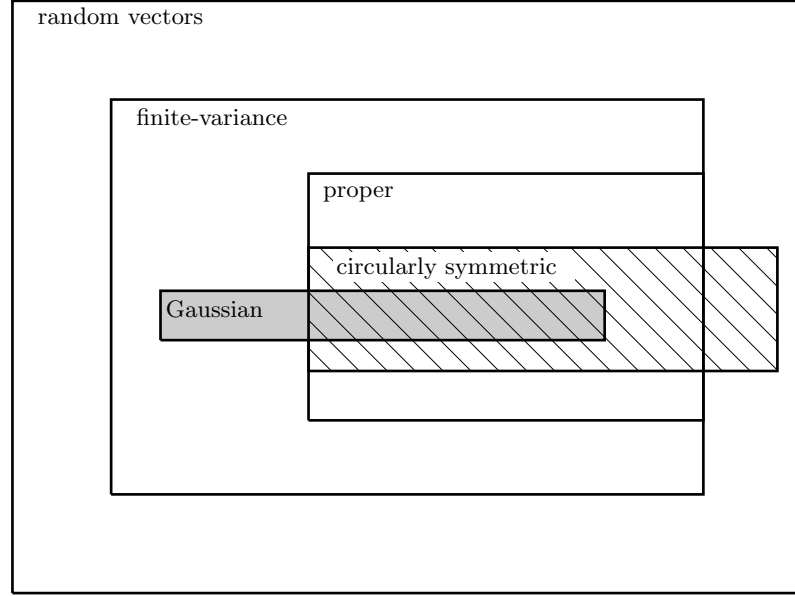 random vectors
finite-variance
proper
circularly symmetric
Gaussian